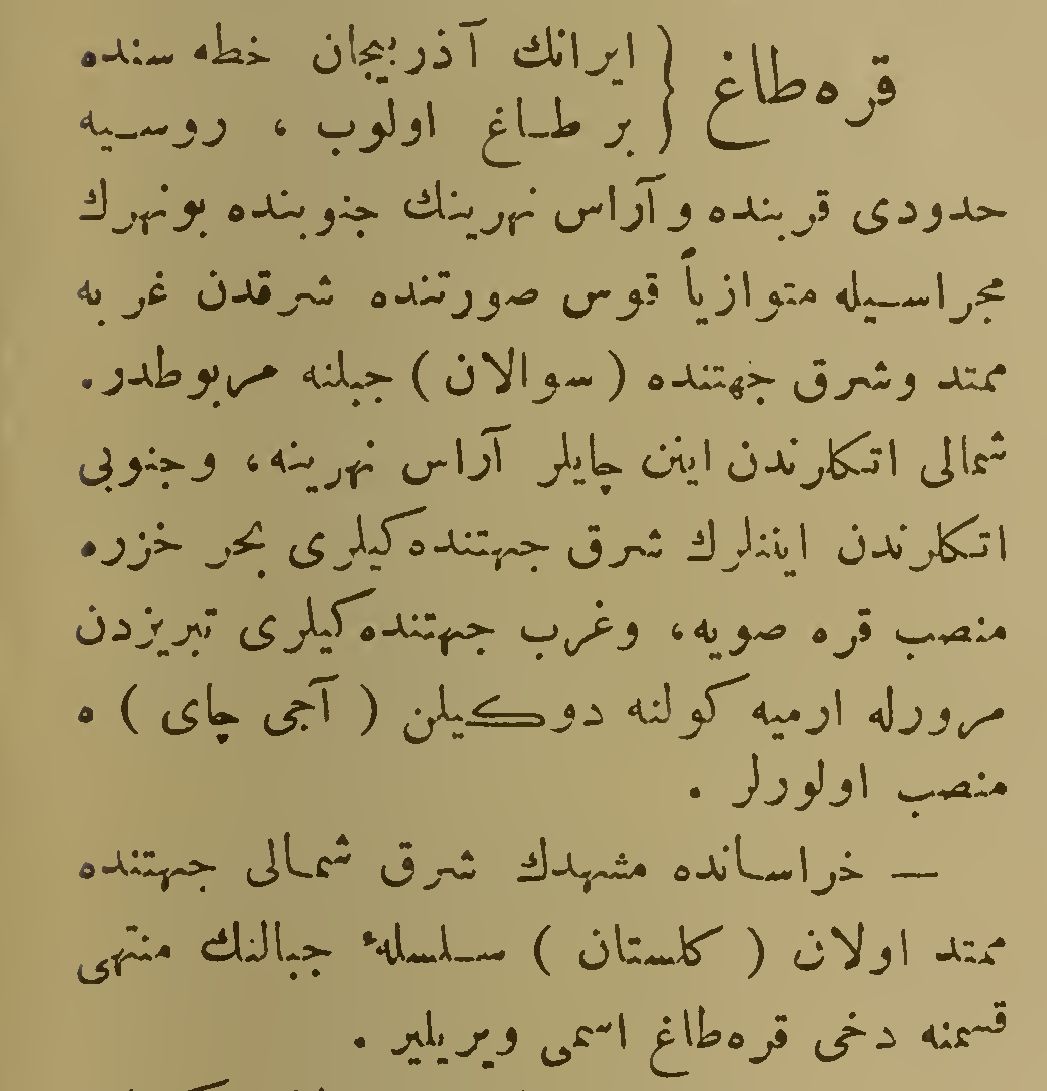 قره‌طاغ { ایرانك آذربیجان خطه سنده
بر طاغ اولوب ، روسیه
حدودی قربنده و آراس نهرینك جنوبنده بونهرك
مجراسیله متوازیاً قوس صورتنده شرقدن غربه
ممتد وشرق جهتنده ( سوالان ) جبلنه مربوطدر.
شمالی اتكلرندن اینن چایلر آراس نهرینه، وجنوبی
اتكلرندن ایننلرك شرق جهتنده‌كیلری بحر خزره
منصب قره صویه، وغرب جهتنده‌كیلری تبریزدن
مرورله ارمیه كولنه دوكیلن ( آجی چای ) ه
منصب اولورلر .
— خراسانده مشهدك شرق شمالی جهتنده
ممتد اولان ( كلستان ) سلسلهٔ جبالنك منتهی
قسمنه دخی قره‌طاغ اسمی ویریلیر .